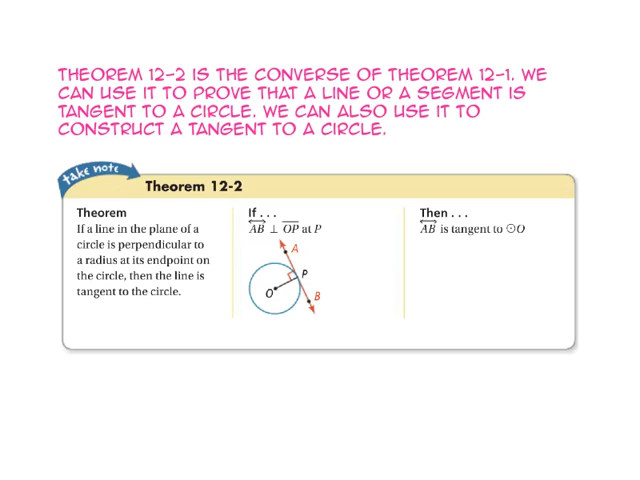 THEOREM 12-2 IS THE CONVERSE OF THEOREM 12-1. WE
CAN USE IT TO PROVE THAT A LINE OR A SEGMENT IS
TANGENT TO A CIRCLE. WE CAN ALSO USE IT TO
CONSTRUCT A TANGENT TO A CIRCLE.
take note
Theorem 12-2
Theorem
If a line in the plane of a
circle is perpendicular to
a radius at its endpoint on
the circle, then the line is
tangent to the circle.
If . . .
AB ⊥ OP at P
A
P
O
B
Then . . .
AB is tangent to ⊙O